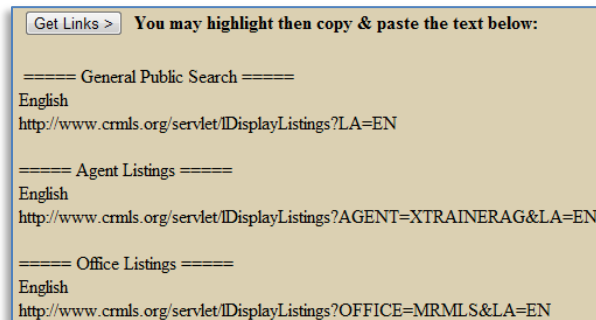 Get Links > You may highlight then copy & paste the text below:
===== General Public Search =====
English
http://www.crmls.org/servlet/lDisplayListings?LA=EN
===== Agent Listings =====
English
http://www.crmls.org/servlet/lDisplayListings?AGENT=XTRAINERAG&LA=EN
===== Office Listings =====
English
http://www.crmls.org/servlet/lDisplayListings?OFFICE=MRMLS&LA=EN